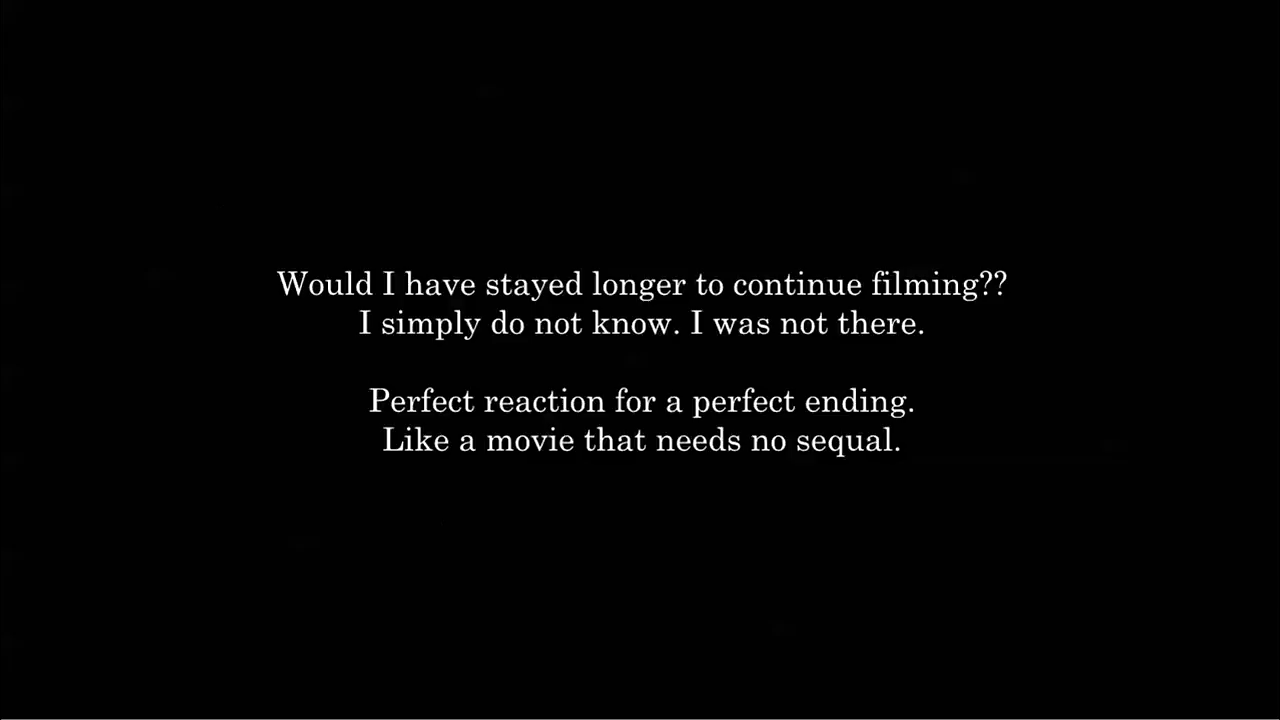 Would I have stayed longer to continue filming??
I simply do not know. I was not there.
Perfect reaction for a perfect ending.
Like a movie that needs no sequal.